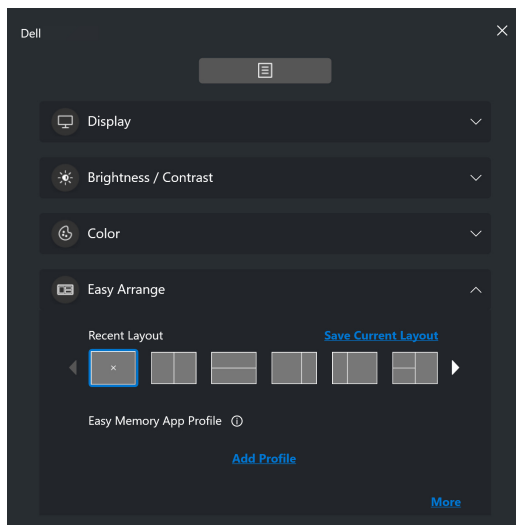 Dell
Display
Brightness / Contrast
Color
Easy Arrange
Recent Layout Save Current Layout
Easy Memory App Profile
Add Profile
More